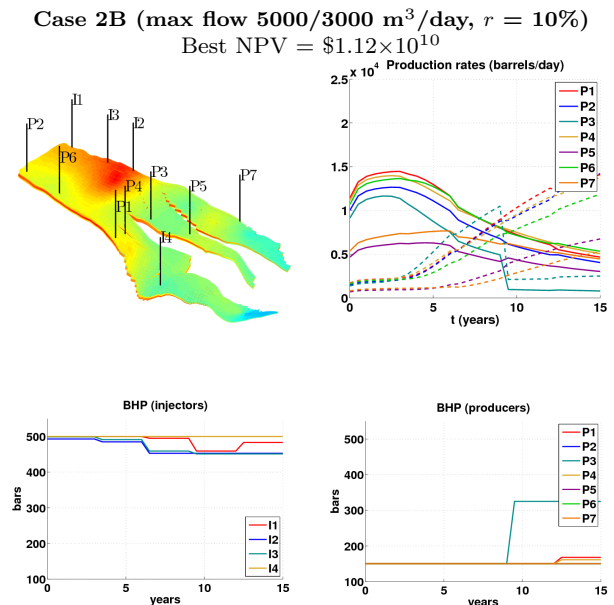 Case 2B (max flow 5000/3000 m³/day, r = 10%)
Best NPV = $1.12×10¹⁰
I1
P2
I3
I2
P6
P3
P4
P5
P7
P1
I4
x 10⁴ Production rates (barrels/day)
2.5
2
1.5
1
0.5
0
0 5 10 15
t (years)
P1
P2
P3
P4
P5
P6
P7
BHP (injectors)
bars
500
400
300
200
100
0 5 10 15
years
I1
I2
I3
I4
BHP (producers)
bars
500
400
300
200
100
0 5 10 15
years
P1
P2
P3
P4
P5
P6
P7